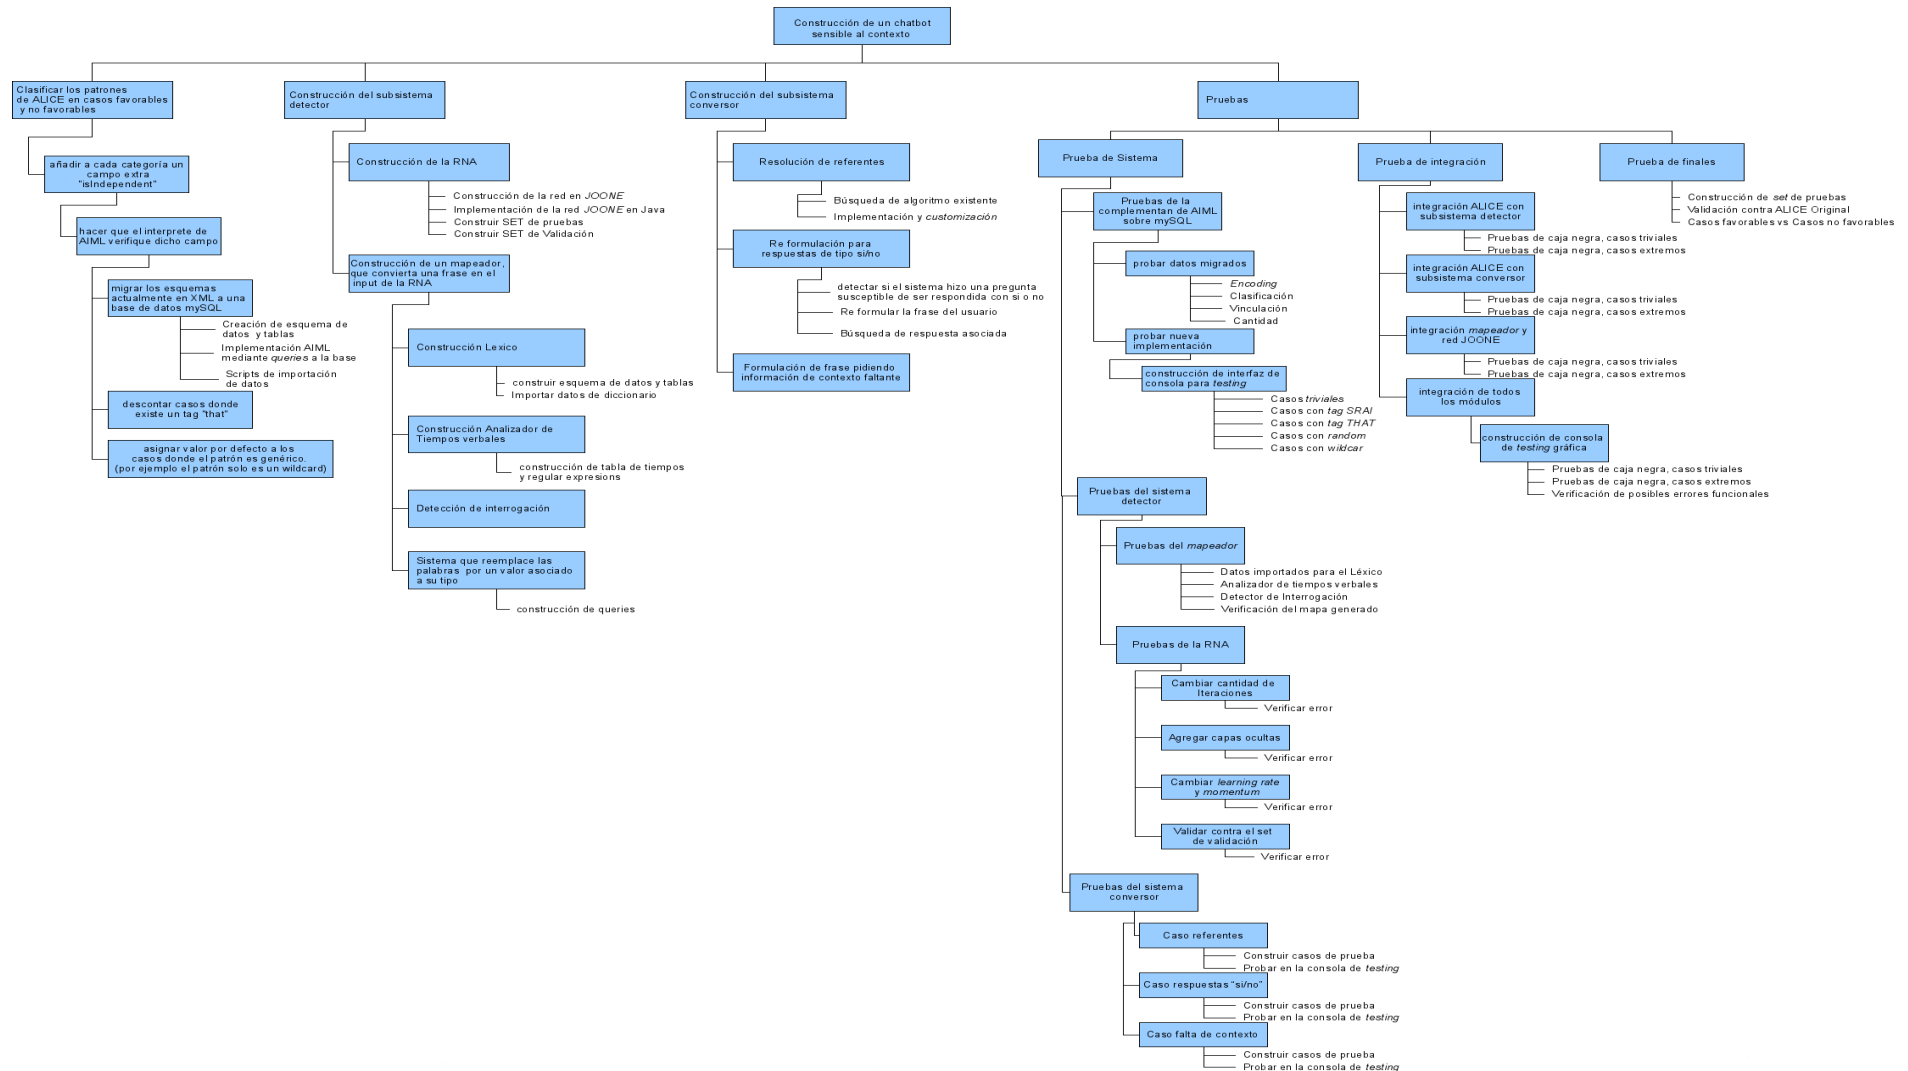 Construcción de un chatbot
sensible al contexto
Clasificar los patrones
de ALICE en casos favorables
y no favorables
añadir a cada categoría un
campo extra
"isIndependent"
hacer que el interprete de
AIML verifique dicho campo
migrar los esquemas
actualmente en XML a una
base de datos mySQL
Creación de esquema de
datos y tablas
Implementación AIML
mediante queries a la base
Scripts de importación
de datos
descontar casos donde
existe un tag "that"
asignar valor por defecto a los
casos donde el patrón es genérico.
(por ejemplo el patrón solo es un wildcard)
Construcción del subsistema
detector
Construcción de la RNA
Construcción de la red en JOONE
Implementación de la red JOONE en Java
Construir SET de pruebas
Construir SET de Validación
Construcción de un mapeador,
que convierta una frase en el
input de la RNA
Construcción Lexico
construir esquema de datos y tablas
Importar datos de diccionario
Construcción Analizador de
Tiempos verbales
construcción de tabla de tiempos
y regular expresions
Detección de interrogación
Sistema que reemplace las
palabras por un valor asociado
a su tipo
construcción de queries
Construcción del subsistema
conversor
Resolución de referentes
Búsqueda de algoritmo existente
Implementación y customización
Re formulación para
respuestas de tipo si/no
detectar si el sistema hizo una pregunta
susceptible de ser respondida con si o no
Re formular la frase del usuario
Búsqueda de respuesta asociada
Formulación de frase pidiendo
información de contexto faltante
Pruebas
Prueba de Sistema
Pruebas de la
complementan de AIML
sobre mySQL
probar datos migrados
Encoding
Clasificación
Vinculación
Cantidad
probar nueva
implementación
construcción de interfaz de
consola para testing
Casos triviales
Casos con tag SRAI
Casos con tag THAT
Casos con random
Casos con wildcar
Pruebas del sistema
detector
Pruebas del mapeador
Datos importados para el Léxico
Analizador de tiempos verbales
Detector de Interrogación
Verificación del mapa generado
Pruebas de la RNA
Cambiar cantidad de
Iteraciones
Verificar error
Agregar capas ocultas
Verificar error
Cambiar learning rate
y momentum
Verificar error
Validar contra el set
de validación
Verificar error
Pruebas del sistema
conversor
Caso referentes
Construir casos de prueba
Probar en la consola de testing
Caso respuestas "si/no"
Construir casos de prueba
Probar en la consola de testing
Caso falta de contexto
Construir casos de prueba
Probar en la consola de testing
Prueba de integración
integración ALICE con
subsistema detector
Pruebas de caja negra, casos triviales
Pruebas de caja negra, casos extremos
integración ALICE con
subsistema conversor
Pruebas de caja negra, casos triviales
Pruebas de caja negra, casos extremos
integración mapeador y
red JOONE
Pruebas de caja negra, casos triviales
Pruebas de caja negra, casos extremos
integración de todos
los módulos
construcción de consola
de testing gráfica
Pruebas de caja negra, casos triviales
Pruebas de caja negra, casos extremos
Verificación de posibles errores funcionales
Prueba de finales
Construcción de set de pruebas
Validación contra ALICE Original
Casos favorables vs Casos no favorables